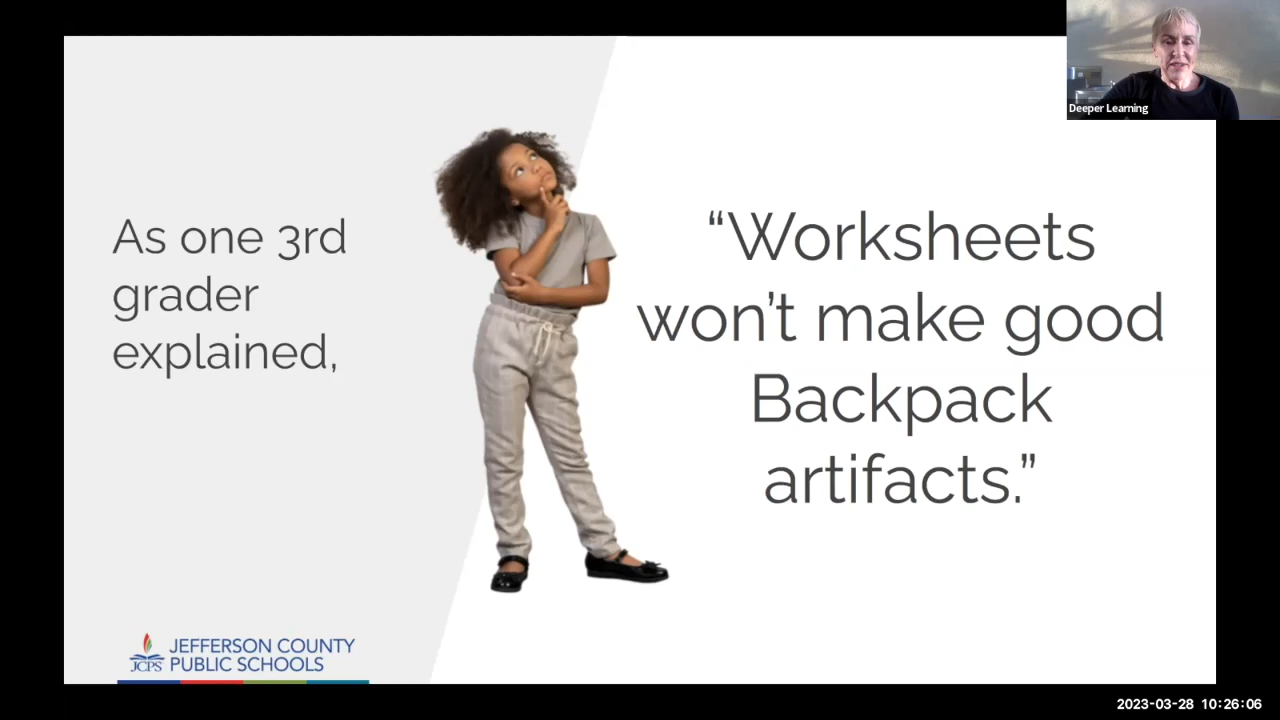 Deeper Learning
As one 3rd
grader
explained,
“Worksheets
won’t make good
Backpack
artifacts.”
JCPS
JEFFERSON COUNTY
PUBLIC SCHOOLS
2023-03-28 10:26:06